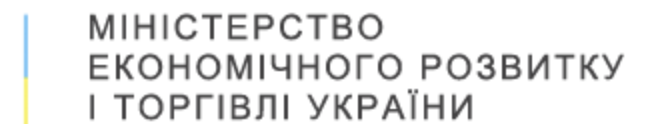 МІНІСТЕРСТВО
ЕКОНОМІЧНОГО РОЗВИТКУ
І ТОРГІВЛІ УКРАЇНИ